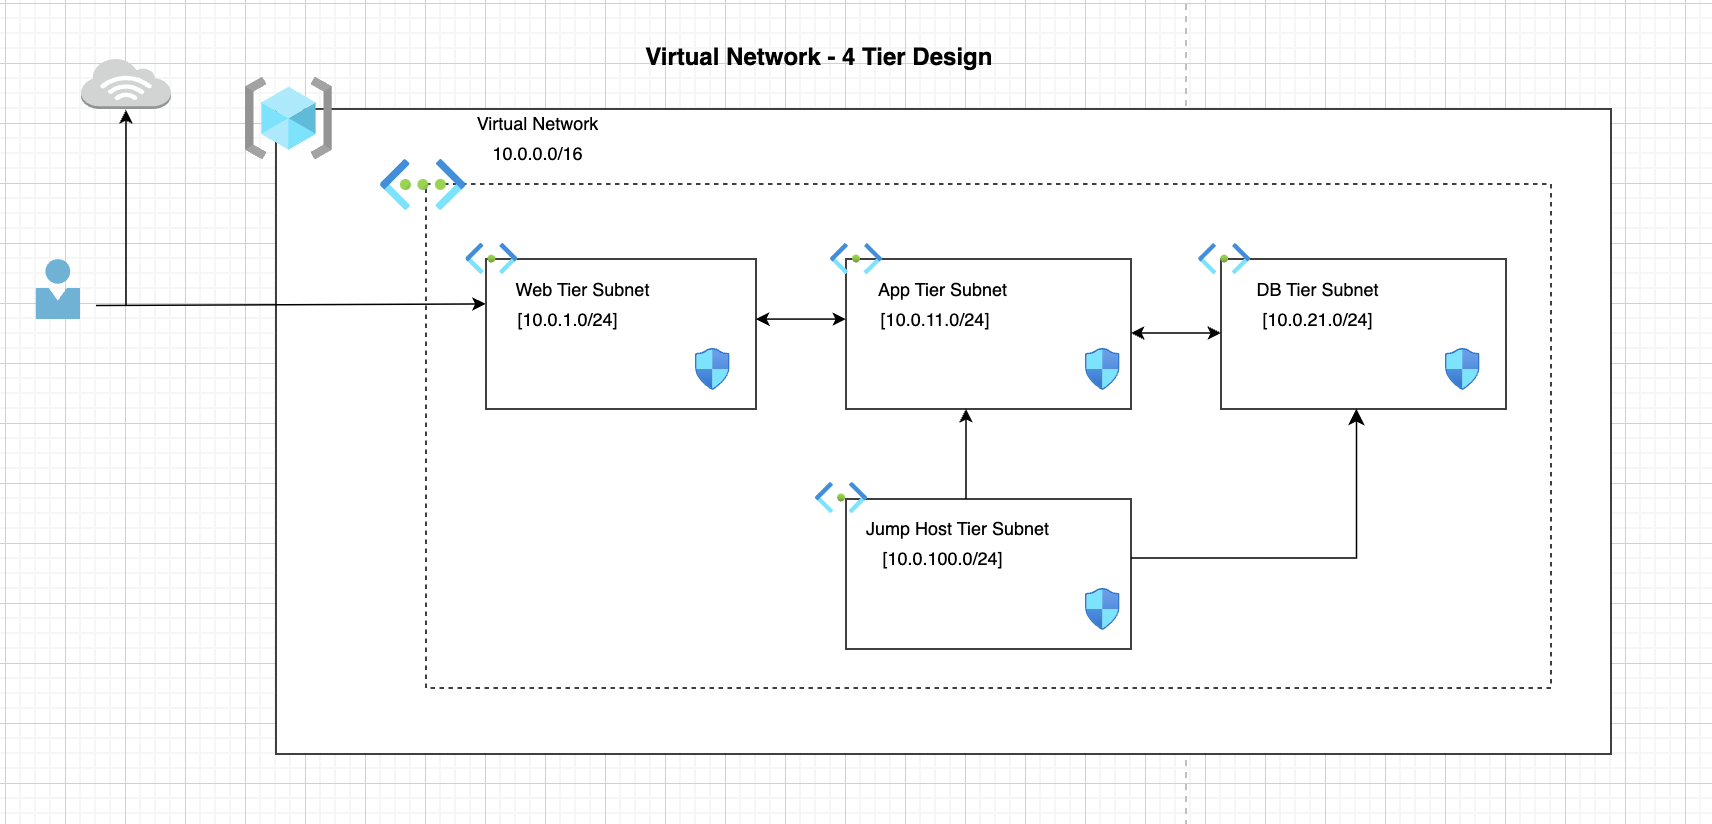 Virtual Network - 4 Tier Design
Virtual Network
10.0.0.0/16
Web Tier Subnet
[10.0.1.0/24]
App Tier Subnet
[10.0.11.0/24]
DB Tier Subnet
[10.0.21.0/24]
Jump Host Tier Subnet
[10.0.100.0/24]